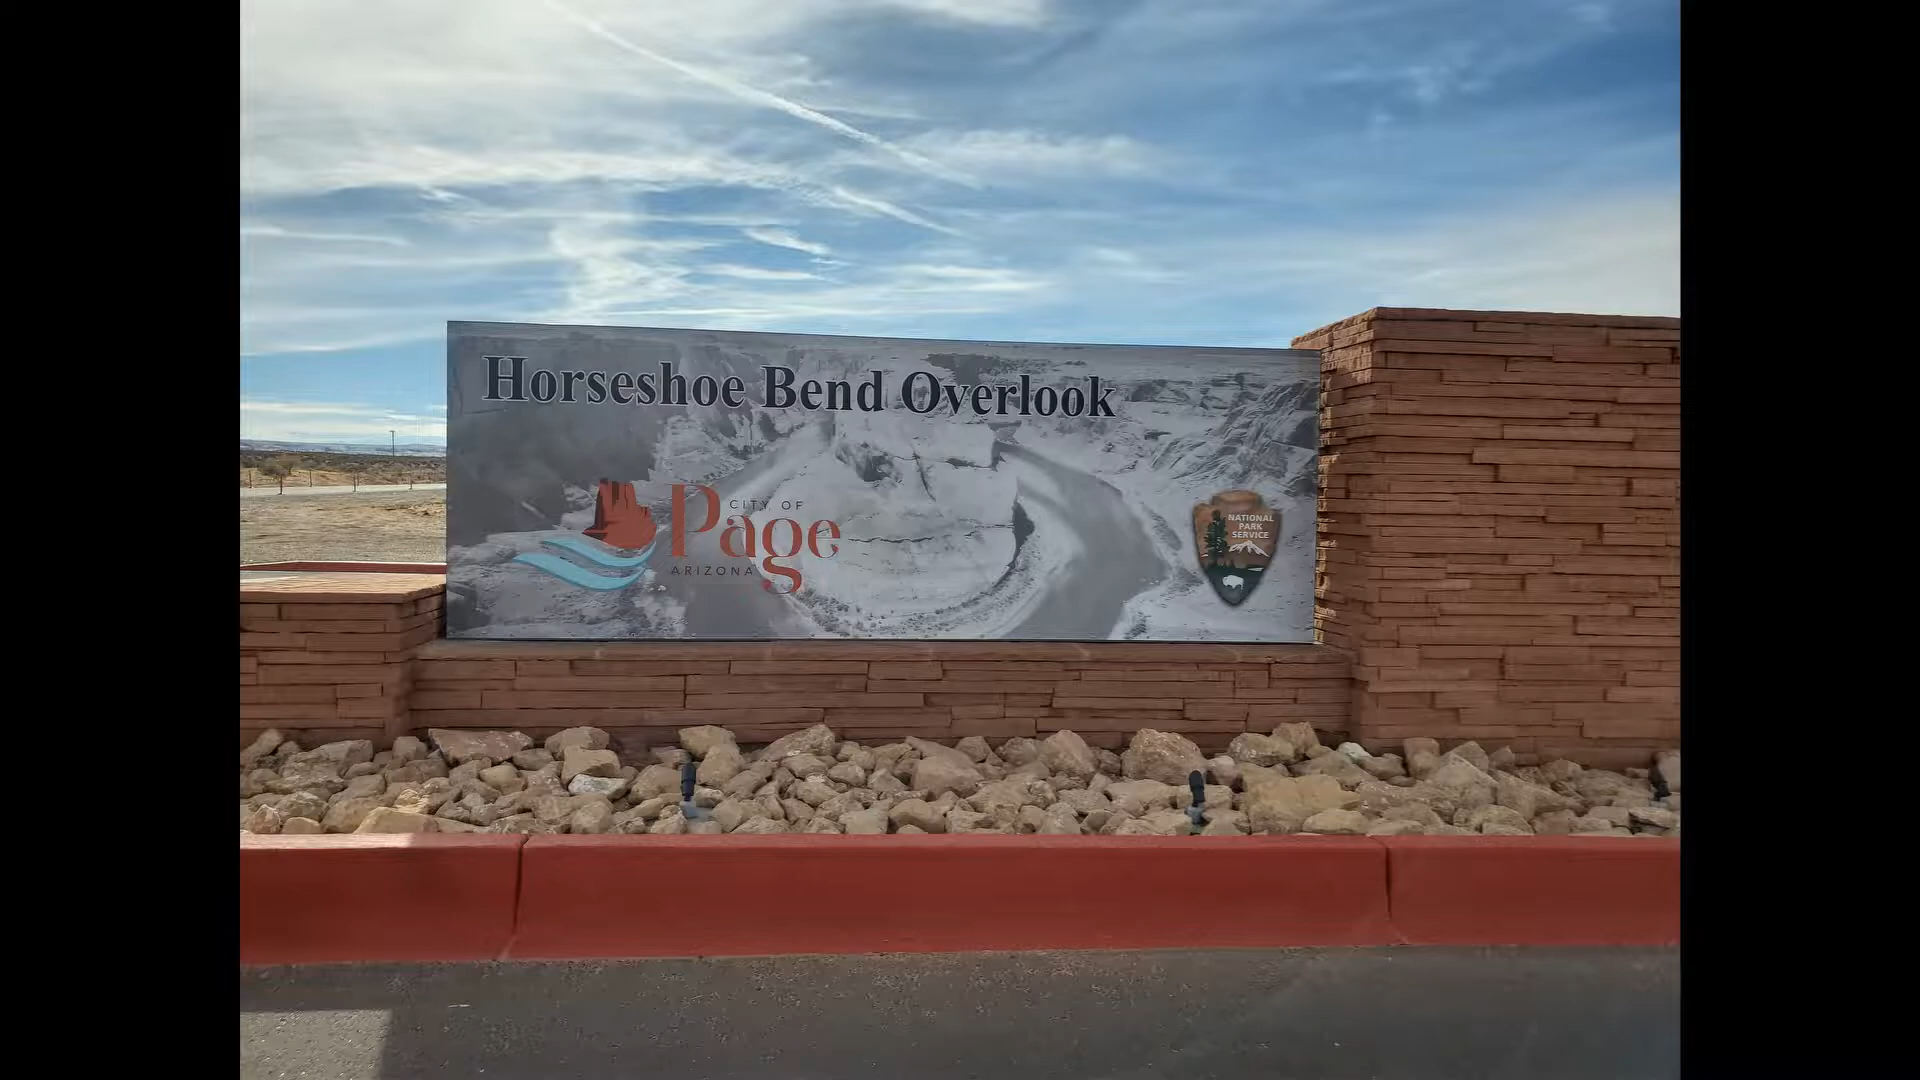 Horseshoe Bend Overlook
CITY OF
Page
ARIZONA
NATIONAL
PARK
SERVICE